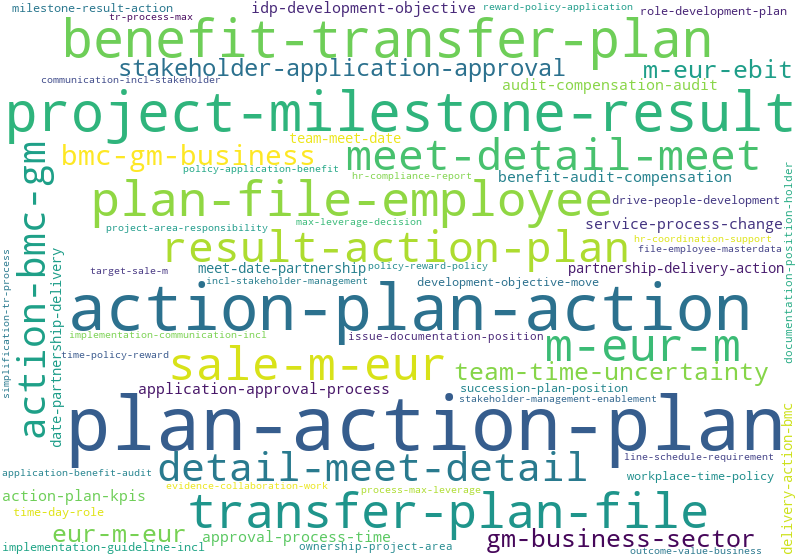 milestone-result-action
idp-development-objective
reward-policy-application
role-development-plan
tr-process-max
benefit-transfer-plan
stakeholder-application-approval
m-eur-ebit
communication-incl-stakeholder
audit-compensation-audit
project-milestone-result
team-meet-date
bmc-gm-business
meet-detail-meet
policy-application-benefit
hr-compliance-report
benefit-audit-compensation
plan-file-employee
drive-people-development
max-leverage-decision
project-area-responsibility
service-process-change
result-action-plan
hr-coordination-support
file-employee-masterdata
target-sale-m
meet-date-partnership
policy-reward-policy
partnership-delivery-action
incl-stakeholder-management
development-objective-move
action-plan-action
implementation-communication-incl
issue-documentation-position
m-eur-m
time-policy-reward
sale-m-eur
team-time-uncertainty
application-approval-process
succession-plan-position
stakeholder-management-enablement
plan-action-plan
line-schedule-requirement
detail-meet-detail
application-benefit-audit
workplace-time-policy
evidence-collaboration-work
process-max-leverage
action-plan-kpis
transfer-plan-file
time-day-role
eur-m-eur
approval-process-time
gm-business-sector
implementation-guideline-incl
ownership-project-area
outcome-value-business
action-bmc-gm
date-partnership-delivery
simplification-tr-process
documentation-position-holder
delivery-action-bmc